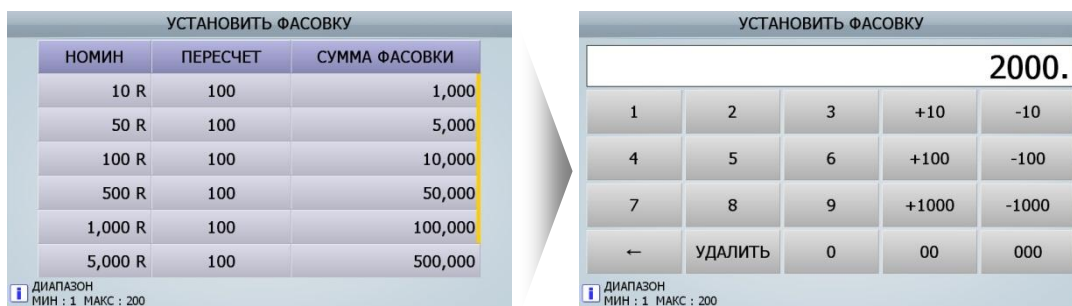 УСТАНОВИТЬ ФАСОВКУ
НОМИН ПЕРЕСЧЕТ СУММА ФАСОВКИ
10 R 100 1,000
50 R 100 5,000
100 R 100 10,000
500 R 100 50,000
1,000 R 100 100,000
5,000 R 100 500,000
ДИАПАЗОН
МИН : 1 МАКС : 200
УСТАНОВИТЬ ФАСОВКУ
2000.
1 2 3 +10 -10
4 5 6 +100 -100
7 8 9 +1000 -1000
← УДАЛИТЬ 0 00 000
ДИАПАЗОН
МИН : 1 МАКС : 200